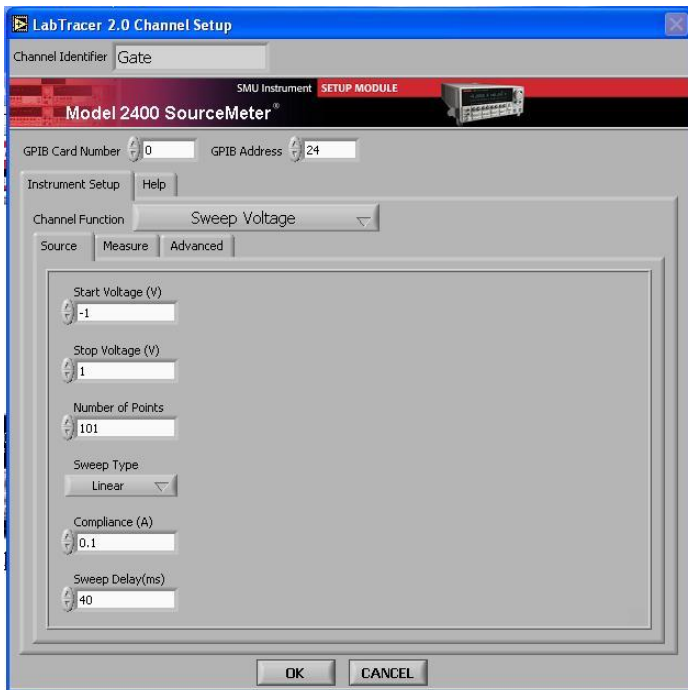 LabTracer 2.0 Channel Setup
Channel Identifier Gate
SMU Instrument SETUP MODULE
Model 2400 SourceMeter®
GPIB Card Number 0 GPIB Address 24
Instrument Setup Help
Channel Function Sweep Voltage
Source Measure Advanced
Start Voltage (V)
-1
Stop Voltage (V)
1
Number of Points
101
Sweep Type
Linear
Compliance (A)
0.1
Sweep Delay(ms)
40
OK CANCEL